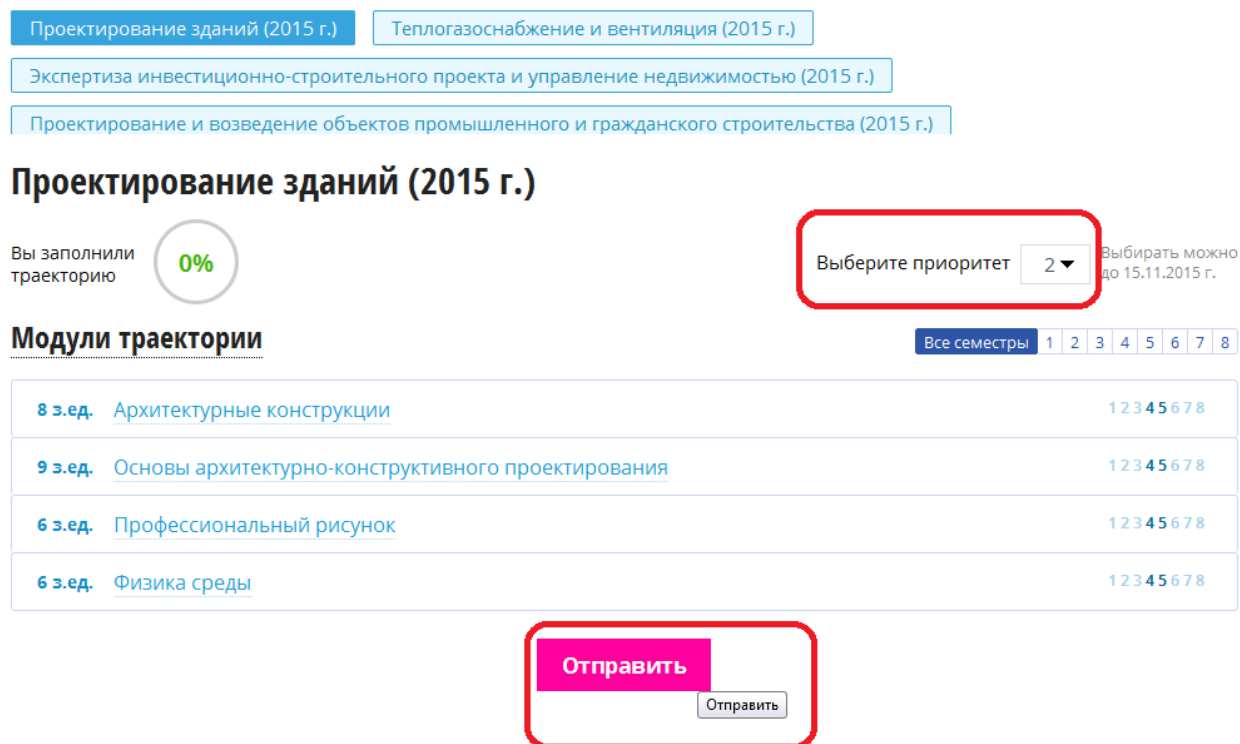 Проектирование зданий (2015 г.) Теплогазоснабжение и вентиляция (2015 г.)
Экспертиза инвестиционно-строительного проекта и управление недвижимостью (2015 г.)
Проектирование и возведение объектов промышленного и гражданского строительства (2015 г.)
Проектирование зданий (2015 г.)
Вы заполнили
траекторию
0%
Выберите приоритет 2
Выбирать можно
до 15.11.2015 г.
Модули траектории
Все семестры 1 2 3 4 5 6 7 8
8 з.ед. Архитектурные конструкции 1 2 3 4 5 6 7 8
9 з.ед. Основы архитектурно-конструктивного проектирования 1 2 3 4 5 6 7 8
6 з.ед. Профессиональный рисунок 1 2 3 4 5 6 7 8
6 з.ед. Физика среды 1 2 3 4 5 6 7 8
Отправить
Отправить